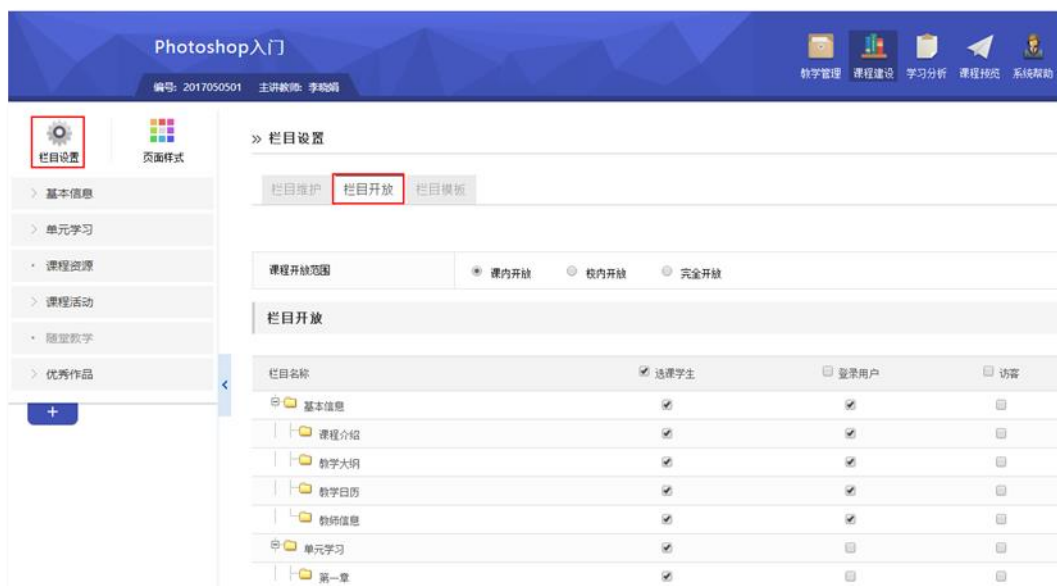 Photoshop入门
教学管理 课程建设 学习分析 课程预览 系统帮助
编号: 2017050501 主讲教师: 李晓娟
栏目设置 页面样式
» 栏目设置
栏目维护 栏目开放 栏目模板
基本信息
单元学习
课程资源
课程活动
随堂教学
优秀作品
+
课程开放范围 课内开放 校内开放 完全开放
栏目开放
栏目名称 选课学生 登录用户 访客
基本信息
课程介绍
教学大纲
教学日历
教师信息
单元学习
第一章